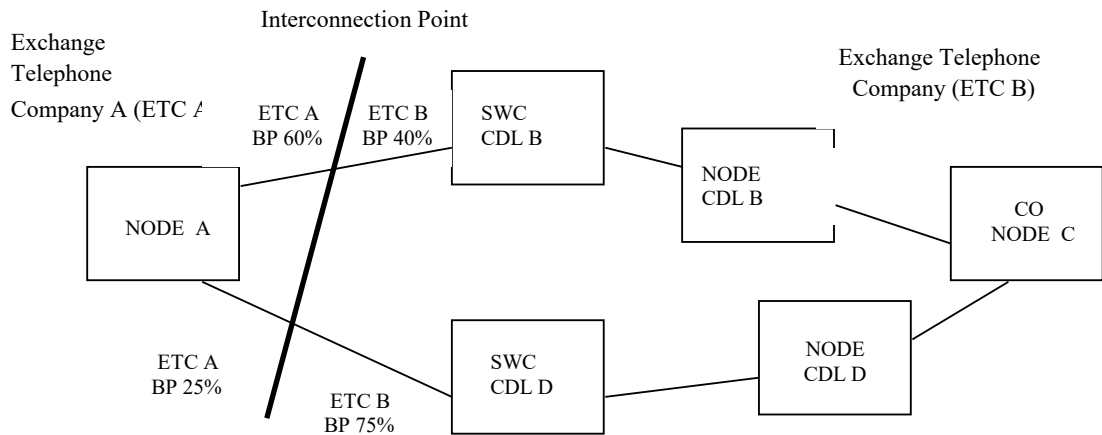 Interconnection Point
Exchange
Telephone
Company A (ETC A
Exchange Telephone
Company (ETC B)
ETC A
BP 60%
ETC B
BP 40%
SWC
CDL B
NODE
CDL B
NODE A
CO
NODE C
ETC A
BP 25%
ETC B
BP 75%
SWC
CDL D
NODE
CDL D